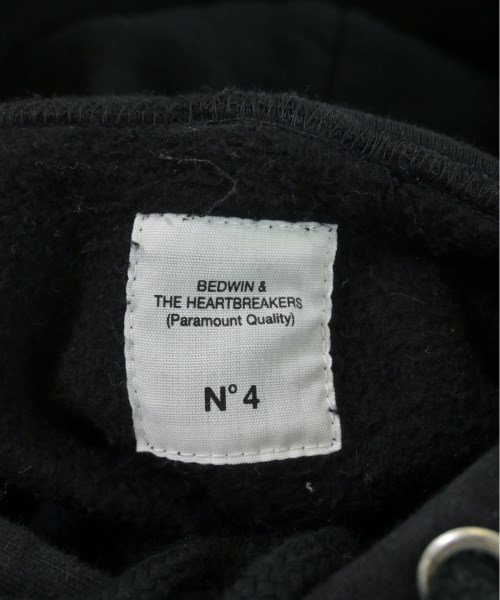 BEDWIN &
THE HEARTBREAKERS
(Paramount Quality)
N° 4